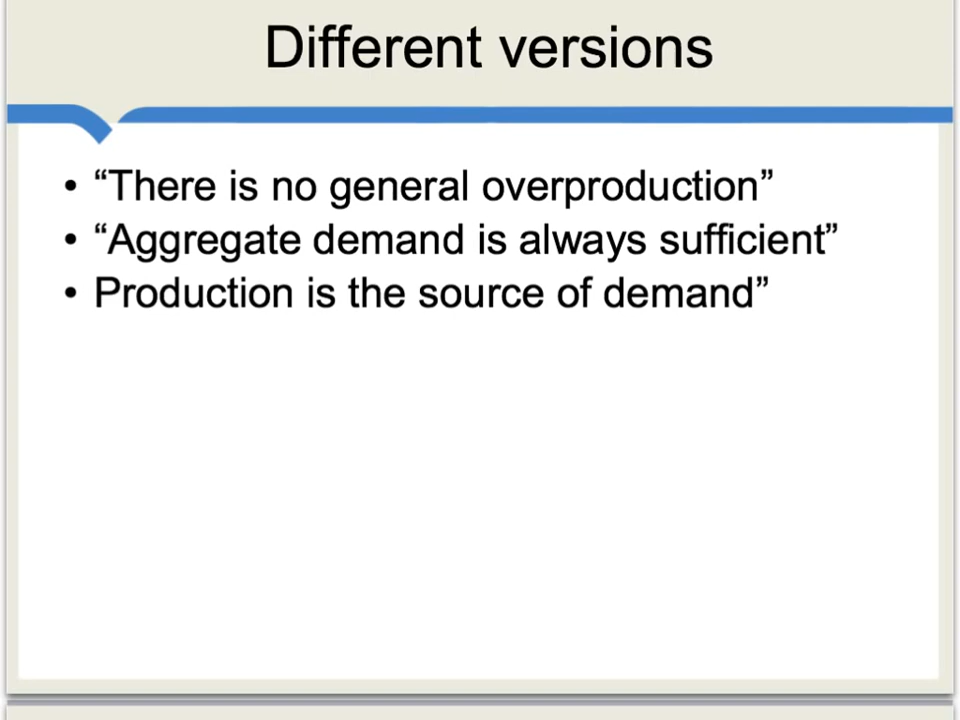 Different versions
• “There is no general overproduction”
• “Aggregate demand is always sufficient”
• Production is the source of demand”